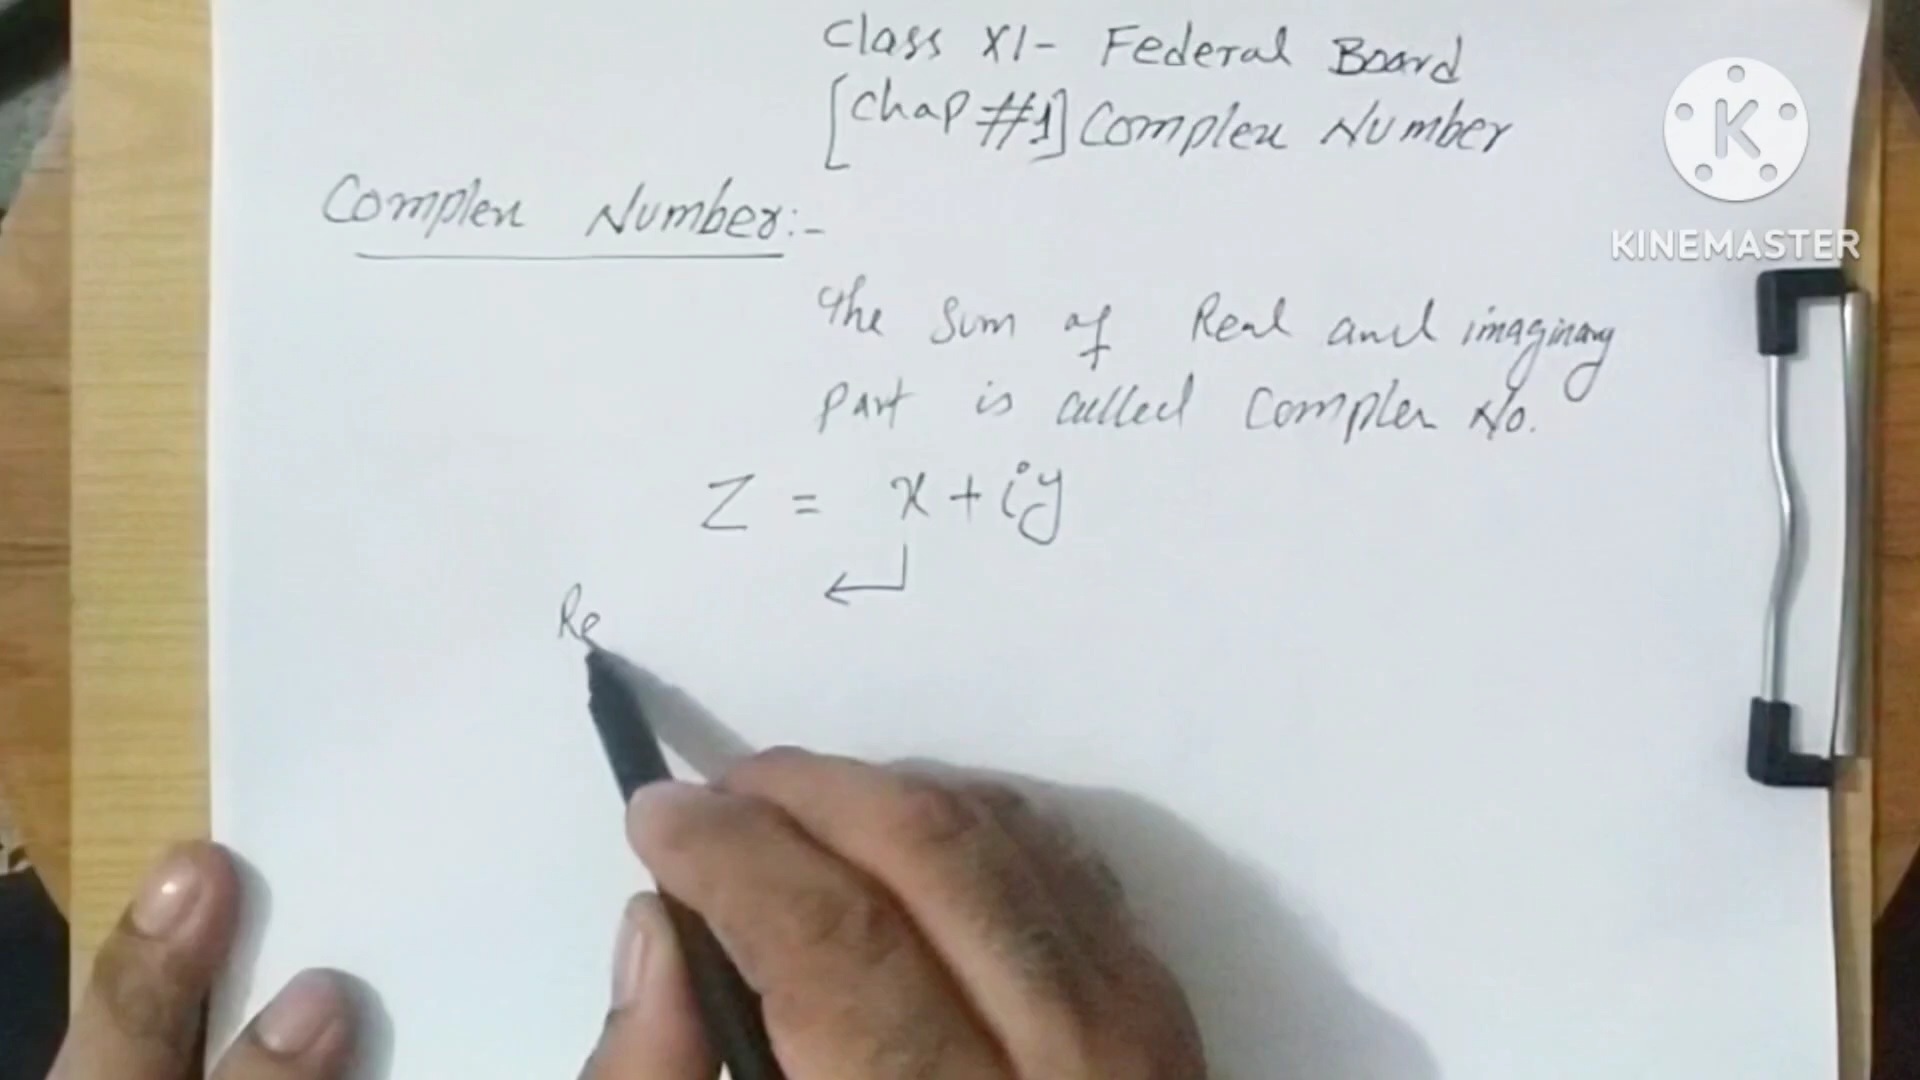 Class XI - Federal Board
[Chap #1] Complex Number
K
KINEMASTER
Complex Number:-
The Sum of Real and imaginary
Part is called Complex No.
Z = x + iy
Re